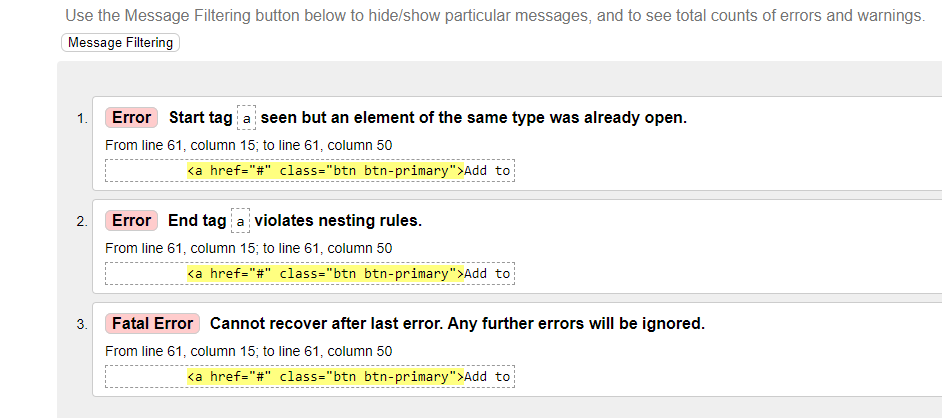 Use the Message Filtering button below to hide/show particular messages, and to see total counts of errors and warnings.
Message Filtering
1. Error Start tag a seen but an element of the same type was already open.
From line 61, column 15; to line 61, column 50
<a href="#" class="btn btn-primary">Add to
2. Error End tag a violates nesting rules.
From line 61, column 15; to line 61, column 50
<a href="#" class="btn btn-primary">Add to
3. Fatal Error Cannot recover after last error. Any further errors will be ignored.
From line 61, column 15; to line 61, column 50
<a href="#" class="btn btn-primary">Add to